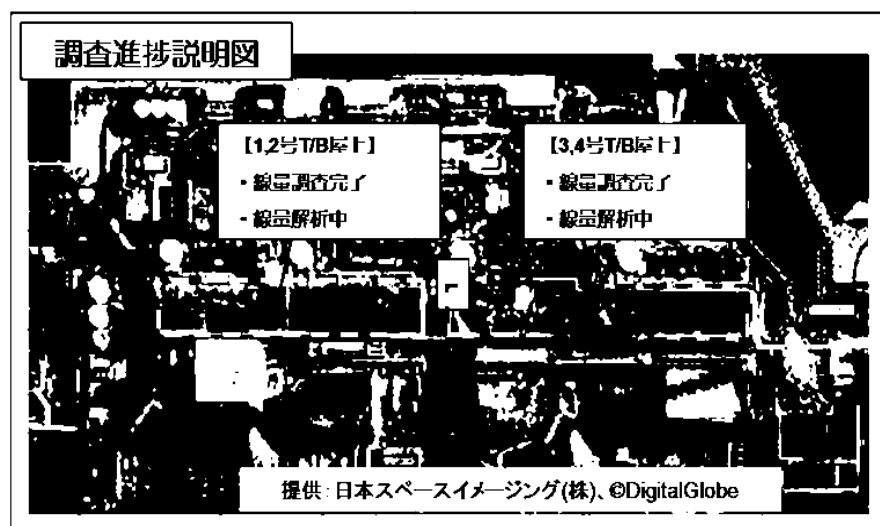 調査進捗説明図
【1,2号T/B屋上】
・線量調査完了
・線量解析中
【3,4号T/B屋上】
・線量調査完了
・線量解析中
提供：日本スペースイメージング(株)、©DigitalGlobe